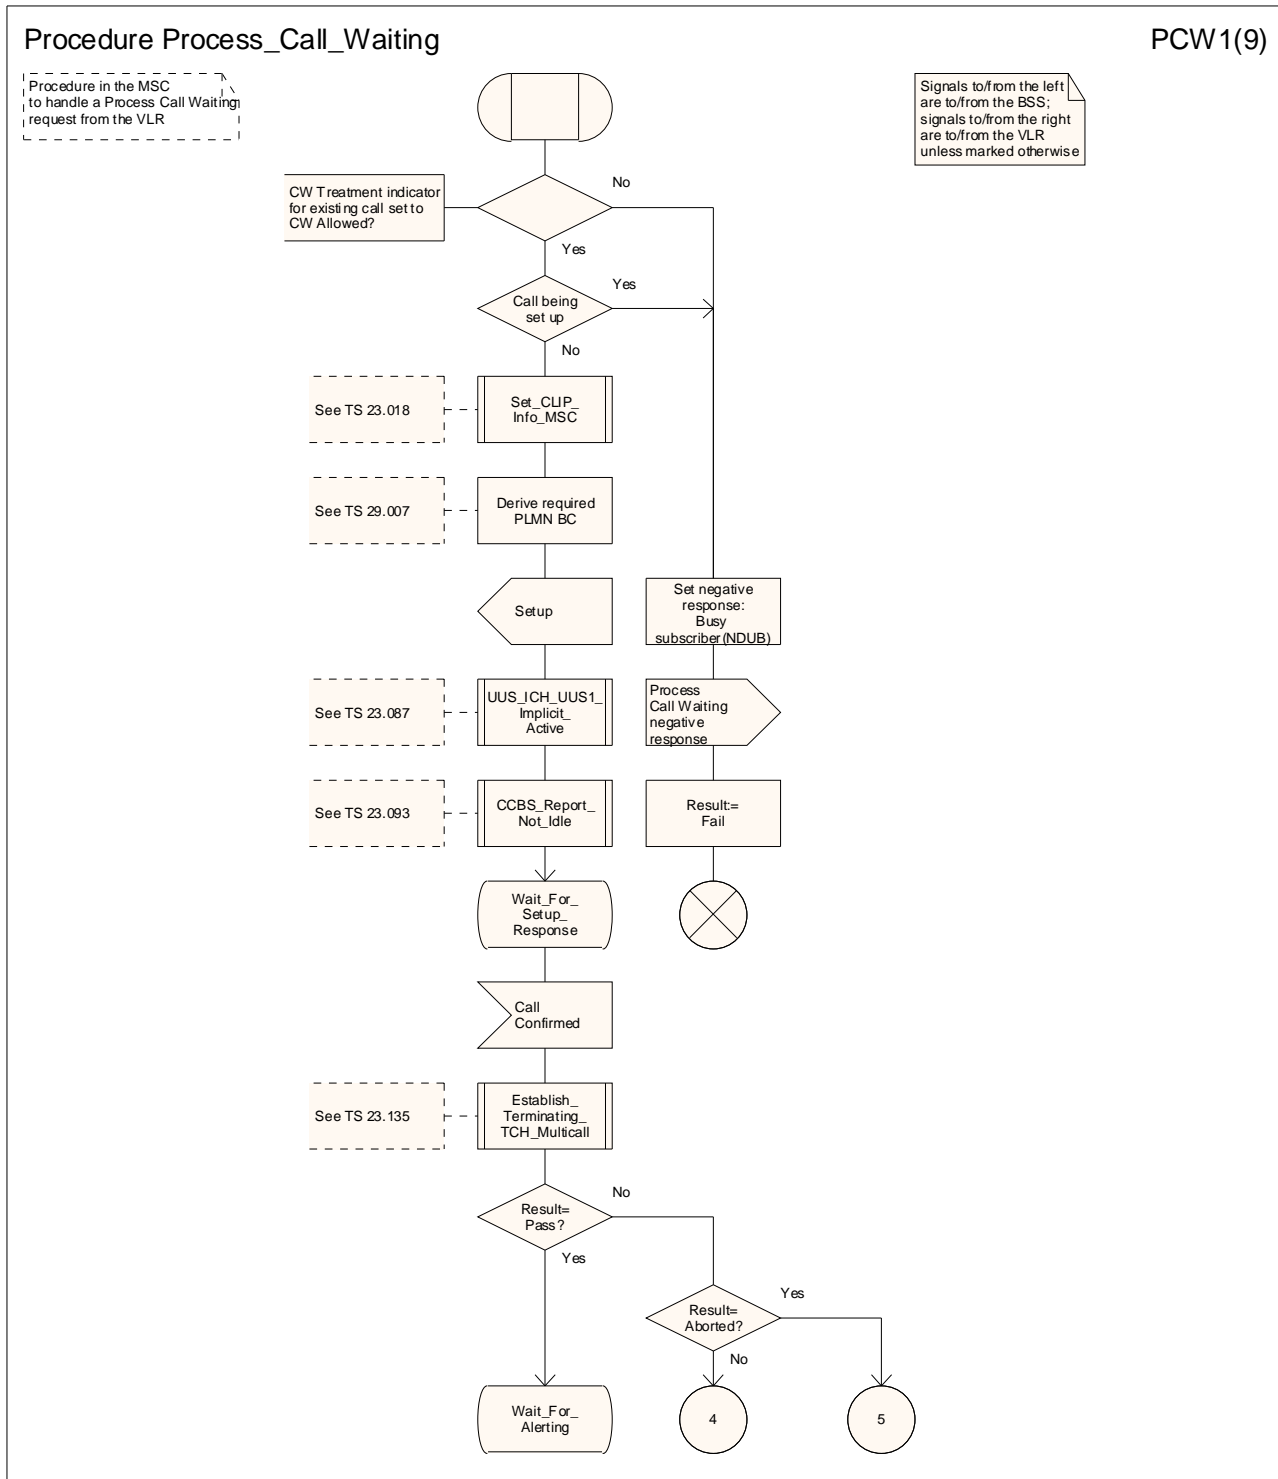 Procedure Process_Call_Waiting
PCW1(9)
Procedure in the MSC
to handle a Process Call Waiting
request from the VLR
Signals to/from the left
are to/from the BSS;
signals to/from the right
are to/from the VLR
unless marked otherwise
CW Treatment indicator
for existing call set to
CW Allowed?
No
Yes
Call being
set up
Yes
No
See TS 23.018
Set_CLIP_
Info_MSC
See TS 29.007
Derive required
PLMN BC
Setup
Set negative
response:
Busy
subscriber(NDUB)
See TS 23.087
UUS_ICH_UUS1_
Implicit_
Active
Process
Call Waiting
negative
response
See TS 23.093
CCBS_Report_
Not_Idle
Result:=
Fail
Wait_For_
Setup_
Response
Call
Confirmed
See TS 23.135
Establish_
Terminating_
TCH_Multicall
Result=
Pass?
No
Yes
Result=
Aborted?
Yes
No
Wait_For_
Alerting
4
5